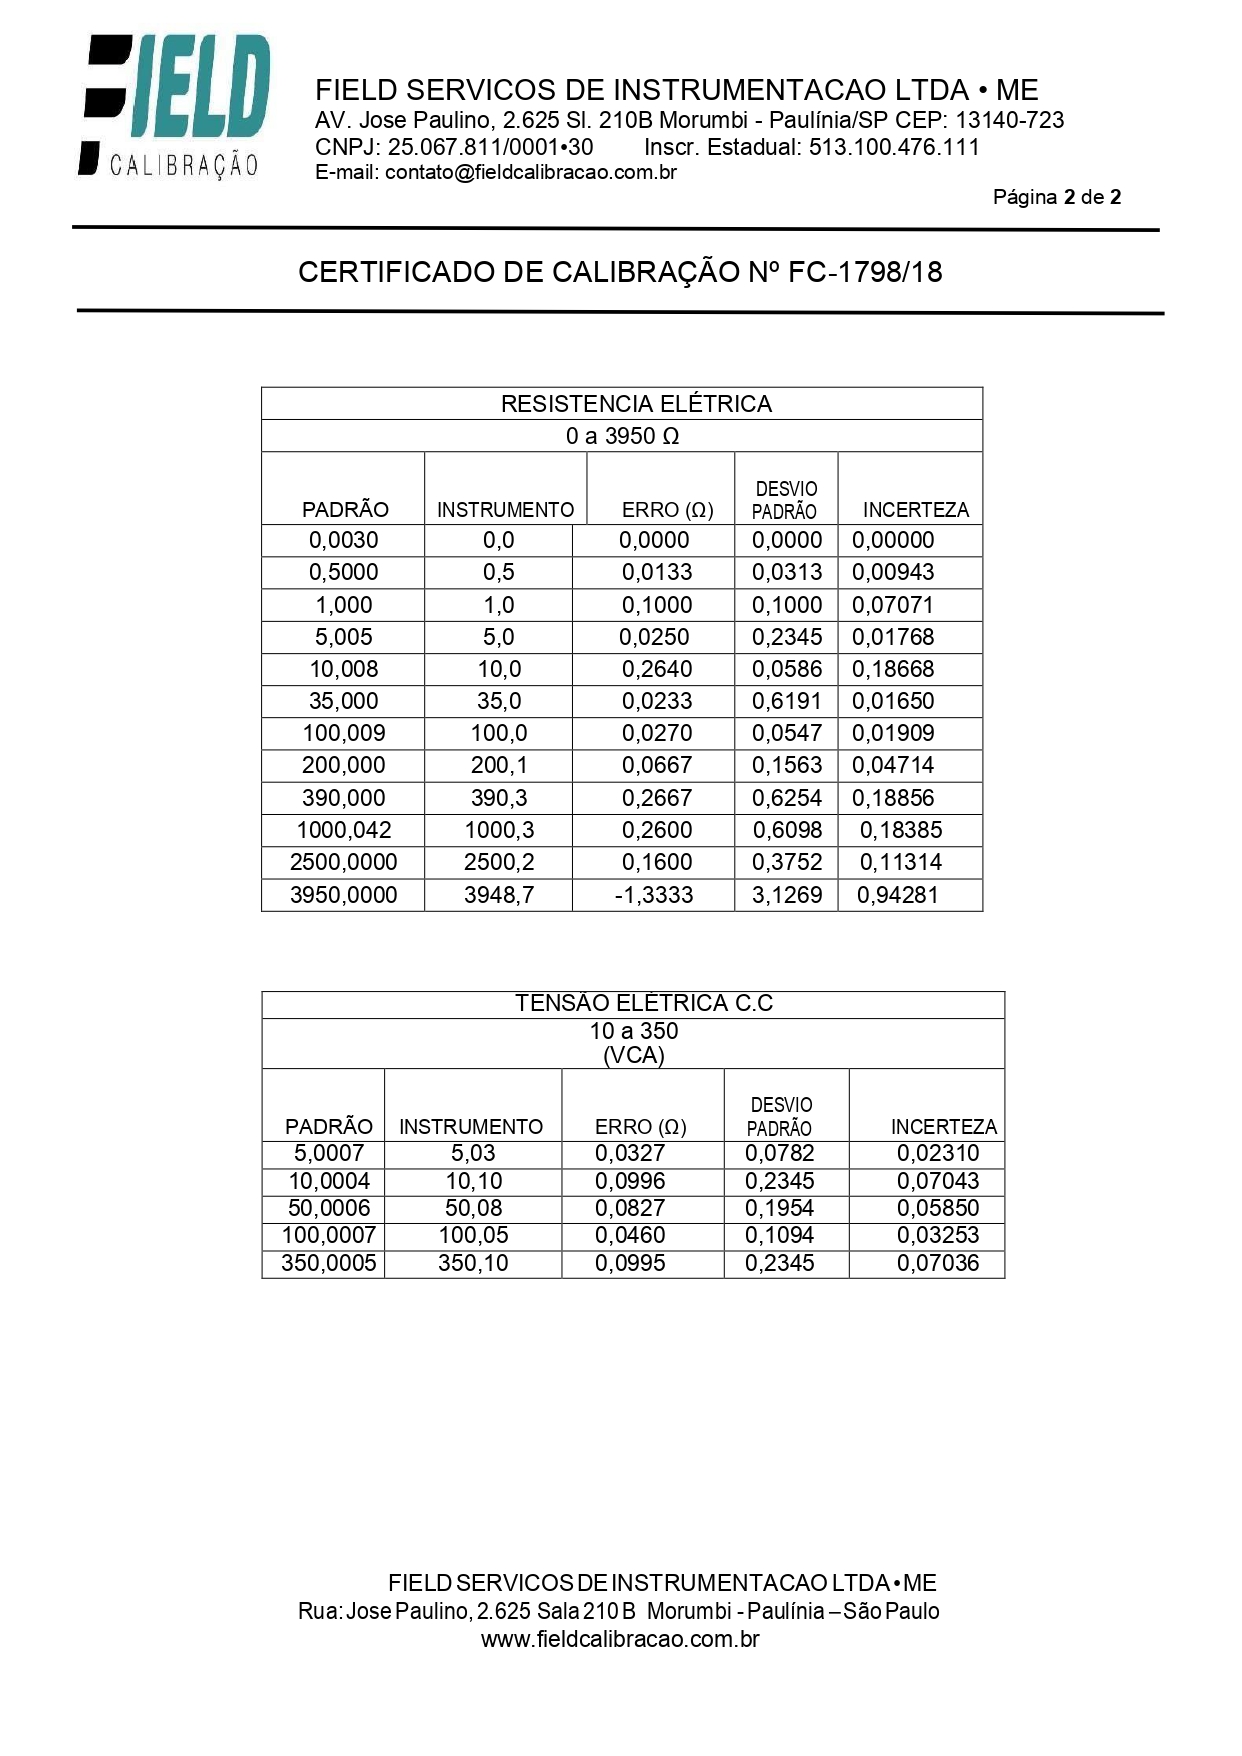 FIELD
CALIBRAÇÃO
FIELD SERVICOS DE INSTRUMENTACAO LTDA • ME
AV. Jose Paulino, 2.625 Sl. 210B Morumbi - Paulínia/SP CEP: 13140-723
CNPJ: 25.067.811/0001•30 Inscr. Estadual: 513.100.476.111
E-mail: contato@fieldcalibracao.com.br
Página 2 de 2
CERTIFICADO DE CALIBRAÇÃO Nº FC-1798/18
RESISTENCIA ELÉTRICA
0 a 3950 Ω
PADRÃO INSTRUMENTO ERRO (Ω) DESVIO PADRÃO INCERTEZA
0,0030 0,0 0,0000 0,0000 0,00000
0,5000 0,5 0,0133 0,0313 0,00943
1,000 1,0 0,1000 0,1000 0,07071
5,005 5,0 0,0250 0,2345 0,01768
10,008 10,0 0,2640 0,0586 0,18668
35,000 35,0 0,0233 0,6191 0,01650
100,009 100,0 0,0270 0,0547 0,01909
200,000 200,1 0,0667 0,1563 0,04714
390,000 390,3 0,2667 0,6254 0,18856
1000,042 1000,3 0,2600 0,6098 0,18385
2500,0000 2500,2 0,1600 0,3752 0,11314
3950,0000 3948,7 -1,3333 3,1269 0,94281
TENSÃO ELÉTRICA C.C
10 a 350
(VCA)
PADRÃO INSTRUMENTO ERRO (Ω) DESVIO PADRÃO INCERTEZA
5,0007 5,03 0,0327 0,0782 0,02310
10,0004 10,10 0,0996 0,2345 0,07043
50,0006 50,08 0,0827 0,1954 0,05850
100,0007 100,05 0,0460 0,1094 0,03253
350,0005 350,10 0,0995 0,2345 0,07036
FIELD SERVICOS DE INSTRUMENTACAO LTDA • ME
Rua: Jose Paulino, 2.625 Sala 210 B Morumbi - Paulínia – São Paulo
www.fieldcalibracao.com.br